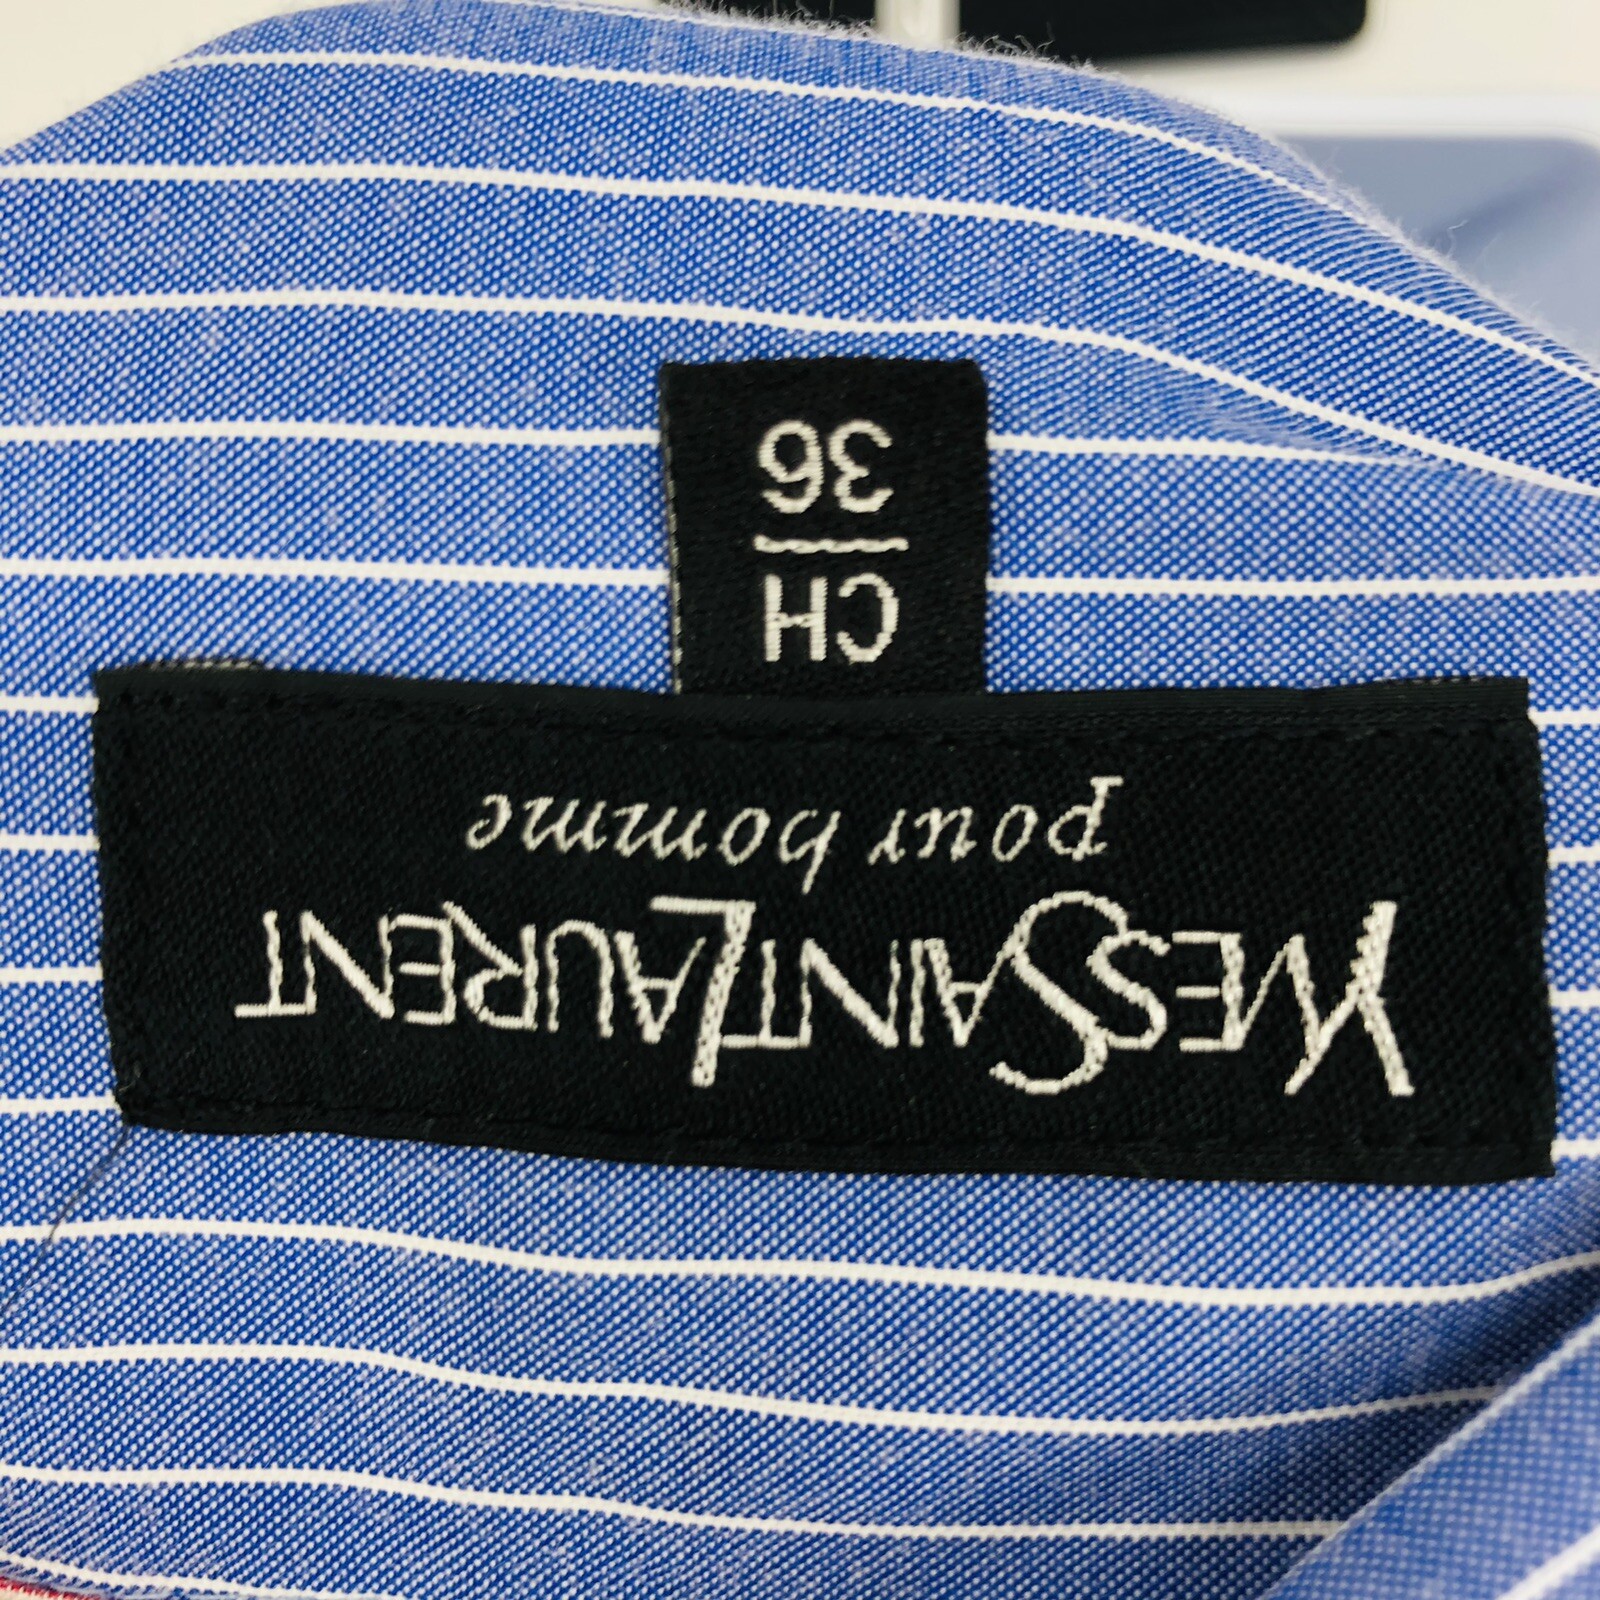 YVESSAINTLAURENT
pour homme
CH
36